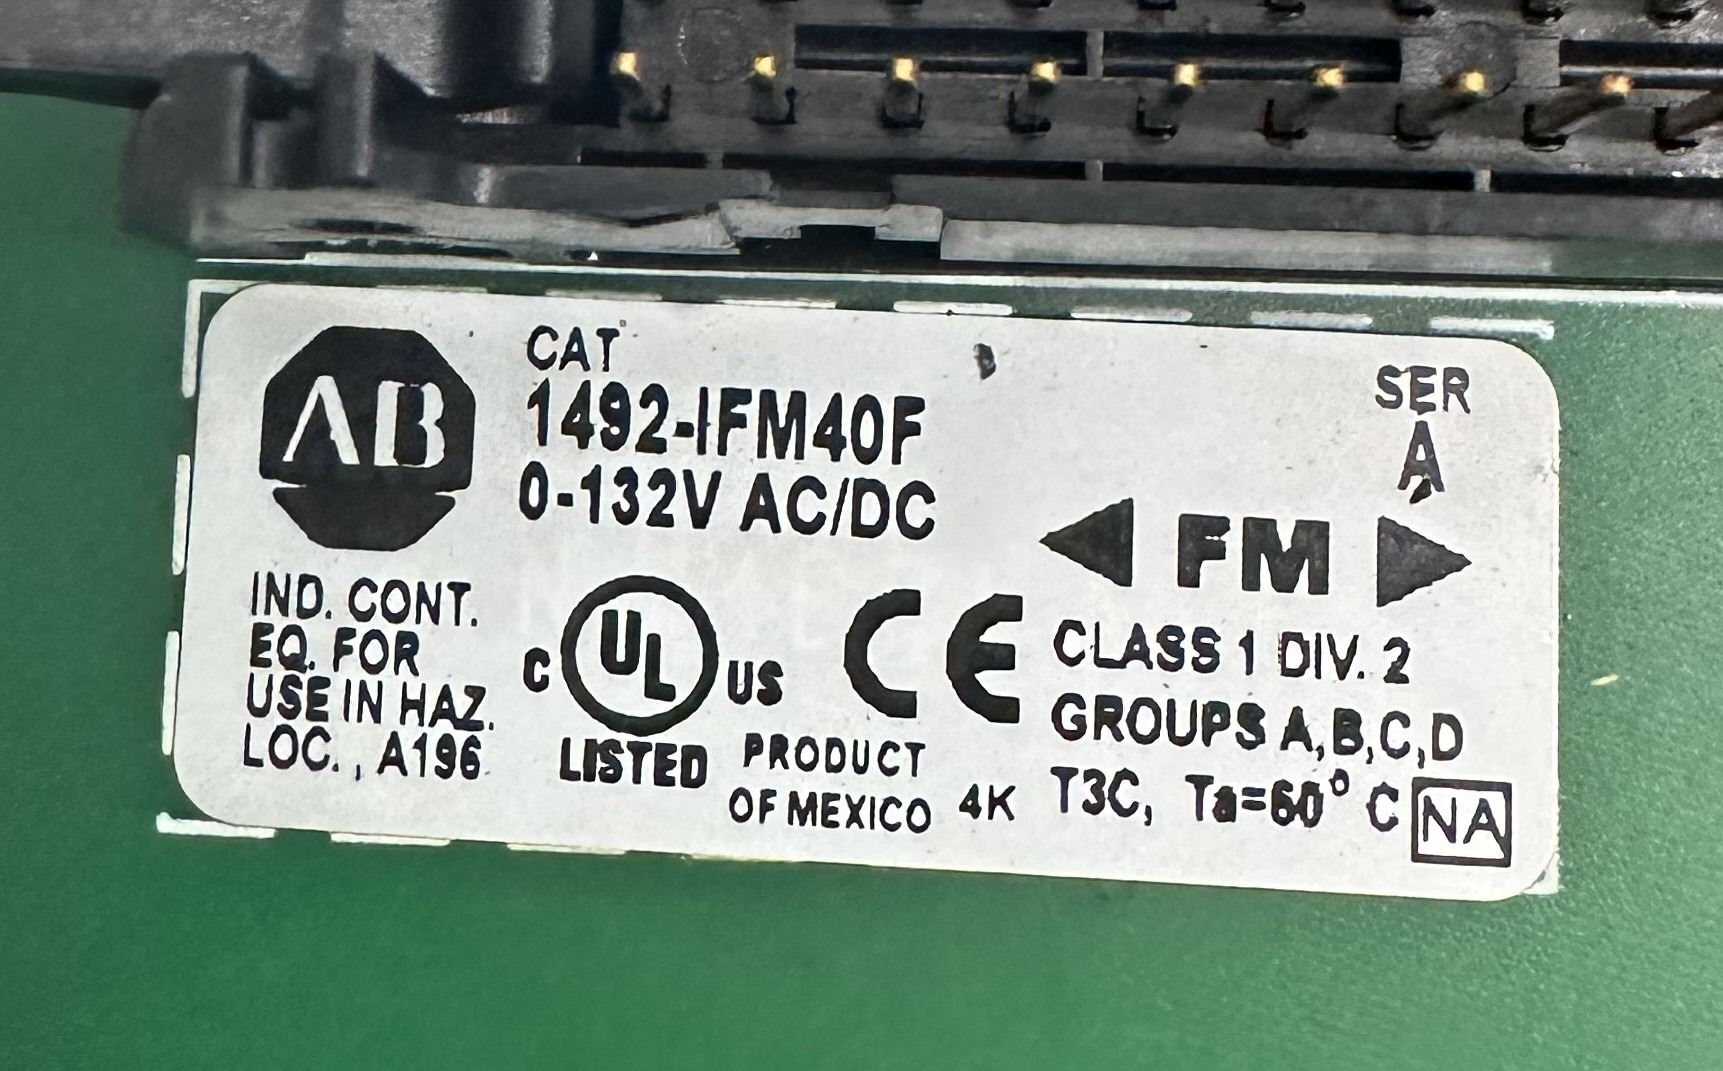 AB
CAT
1492-IFM40F
0-132V AC/DC
SER
A
FM
IND. CONT.
EQ. FOR
USE IN HAZ.
LOC., A196
C UL US
LISTED
CE
PRODUCT
OF MEXICO
4K
CLASS 1 DIV. 2
GROUPS A,B,C,D
T3C, Ta=60° C
NA